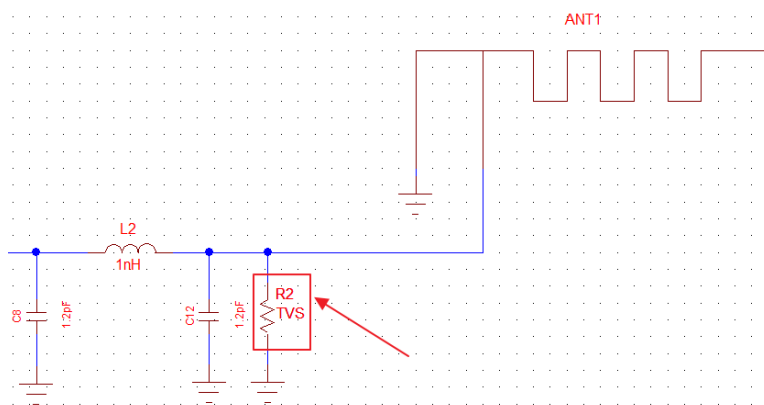 ANT1
L2
1nH
C8
1.2pF
C12
1.2pF
R2
TVS